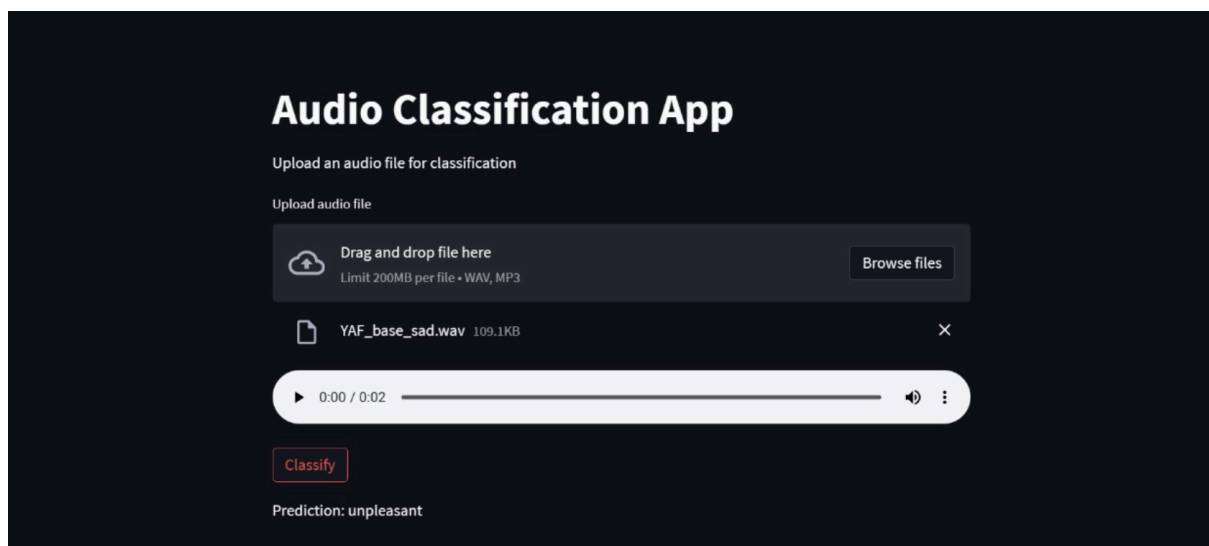 Audio Classification App
Upload an audio file for classification
Upload audio file
Drag and drop file here
Limit 200MB per file • WAV, MP3
Browse files
YAF_base_sad.wav 109.1KB
0:00 / 0:02
Classify
Prediction: unpleasant